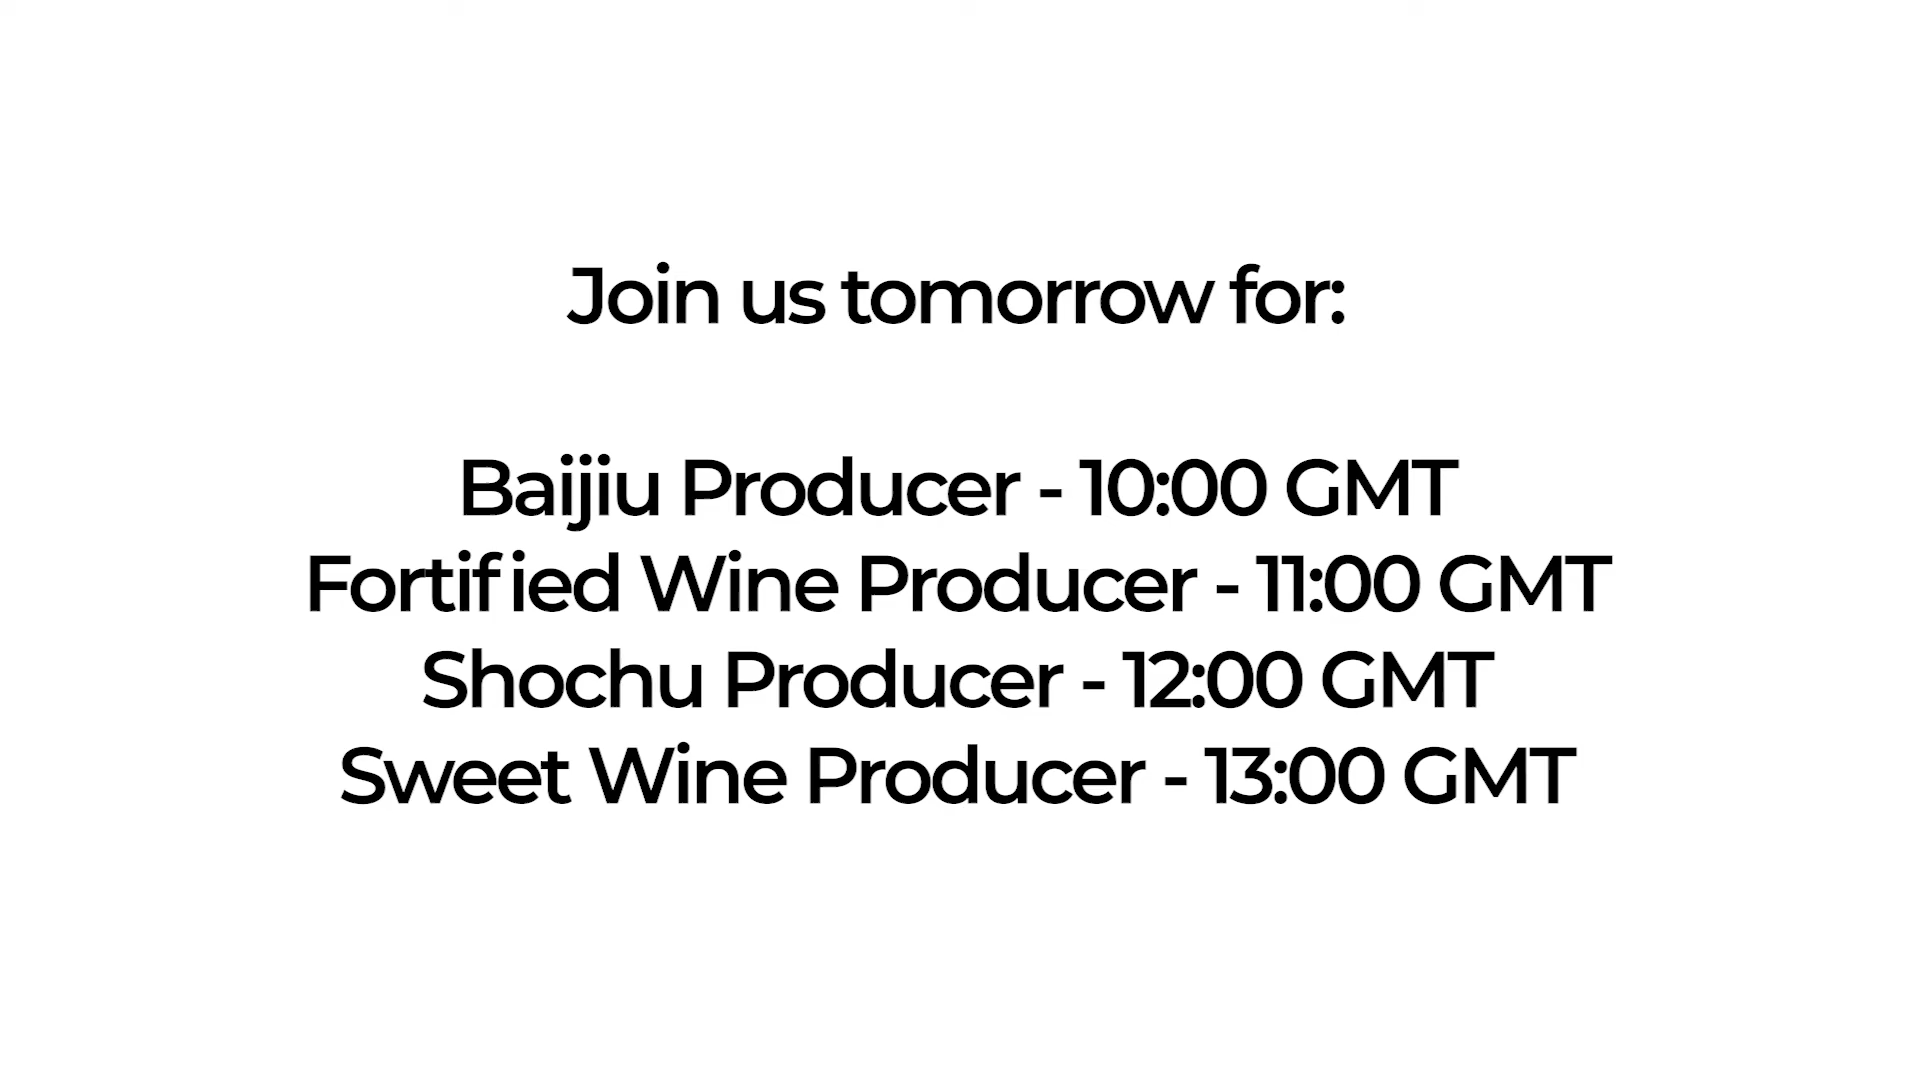 Join us tomorrow for:
Baijiu Producer - 10:00 GMT
Fortified Wine Producer - 11:00 GMT
Shochu Producer - 12:00 GMT
Sweet Wine Producer - 13:00 GMT